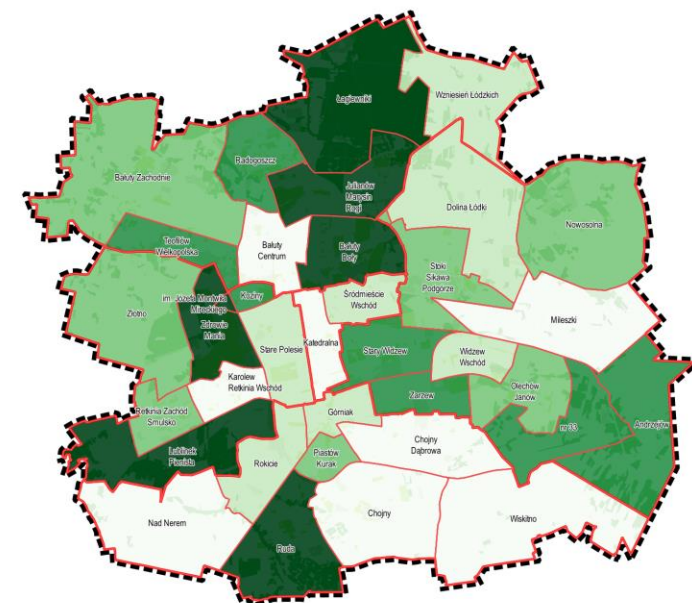 Łagiewniki
Wzniesień Łódzkich
Radogoszcz
Bałuty Zachodnie
Julianów
Marysin
Rogi
Dolina Łódki
Nowosolna
Teofilów
Wielkopolska
Bałuty
Centrum
Bałuty
Doły
Stoki
Sikawa
Podgórze
im. Józefa Montwiłła
Mireckiego
Koziny
Śródmieście
Wschód
Złotno
Zdrowie
Mania
Mileszki
Stare Polesie
Katedralna
Stary Widzew
Widzew
Wschód
Karolew
Retkinia Wschód
Olechów
Janów
Retkinia Zachód
Smulsko
Zarzew
Górniak
nr 33
Andrzejów
Lublinek
Pienista
Chojny
Dąbrowa
Rokicie
Piastów
Kurak
Nad Nerem
Chojny
Wiskitno
Ruda